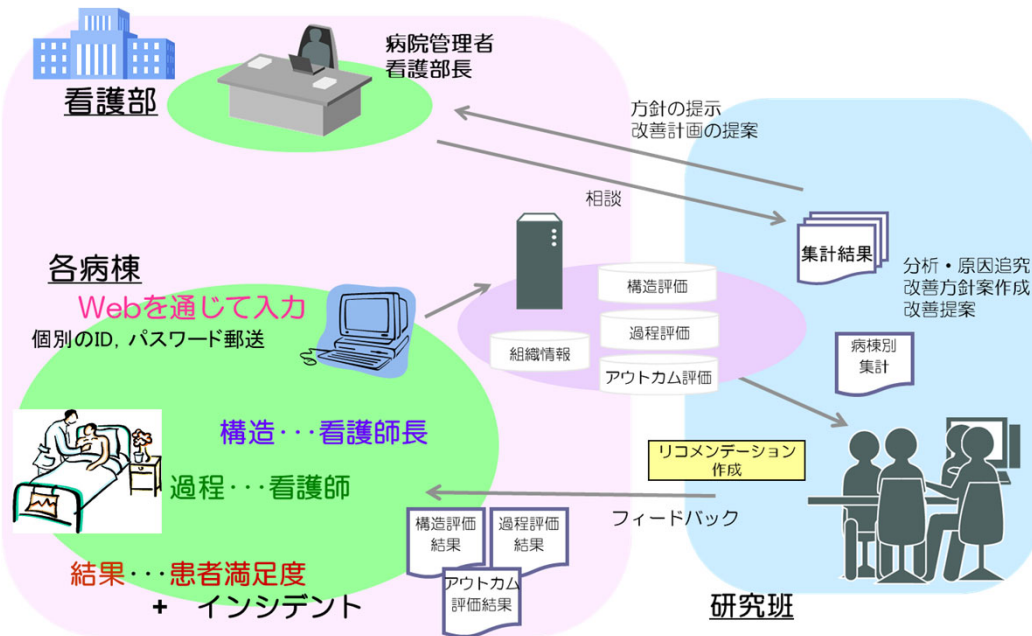 病院管理者
看護部長
看護部
方針の提示
改善計画の提案
相談
集計結果
分析・原因追究
改善方針案作成
改善提案
病棟別
集計
各病棟
Webを通じて入力
個別のID，パスワード郵送
構造評価
過程評価
組織情報
アウトカム評価
構造･･･看護師長
過程･･･看護師
結果･･･患者満足度
+ インシデント
リコメンデーション
作成
フィードバック
構造評価
結果
過程評価
結果
アウトカム
評価結果
研究班